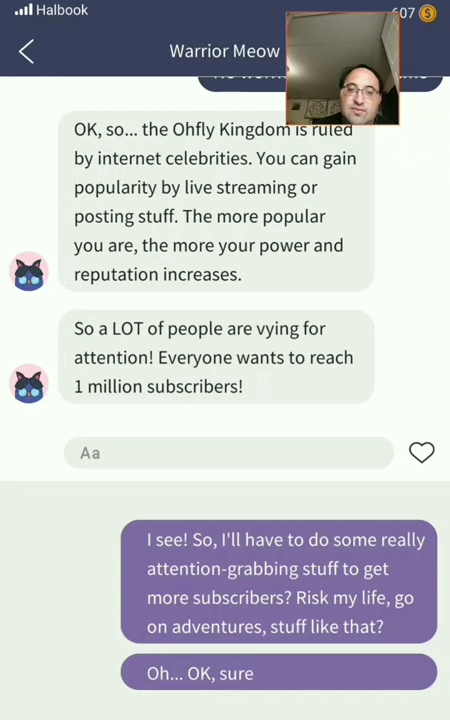 Halbook
607
Warrior Meow
OK, so... the Ohfly Kingdom is ruled
by internet celebrities. You can gain
popularity by live streaming or
posting stuff. The more popular
you are, the more your power and
reputation increases.
So a LOT of people are vying for
attention! Everyone wants to reach
1 million subscribers!
Aa
I see! So, I'll have to do some really
attention-grabbing stuff to get
more subscribers? Risk my life, go
on adventures, stuff like that?
Oh... OK, sure